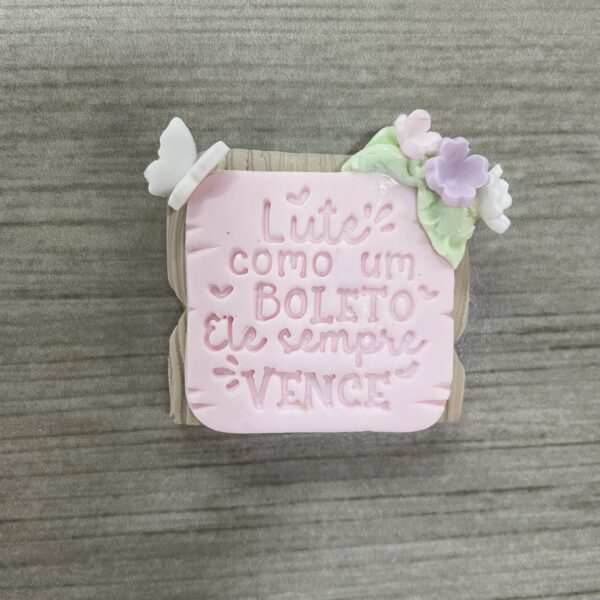 Lute
como um
BOLETO
Ele sempre
VENCE